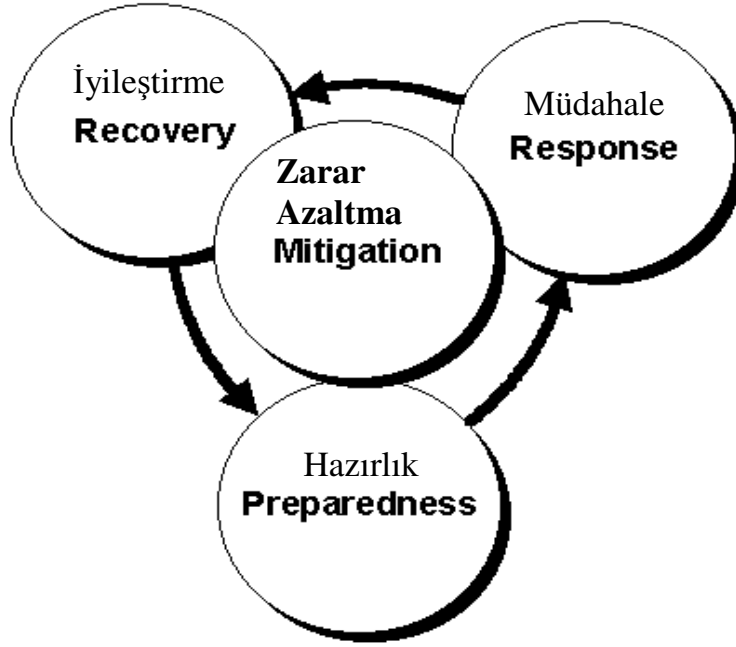 İyileştirme
Recovery
Müdahale
Response
Zarar
Azaltma
Mitigation
Hazırlık
Preparedness